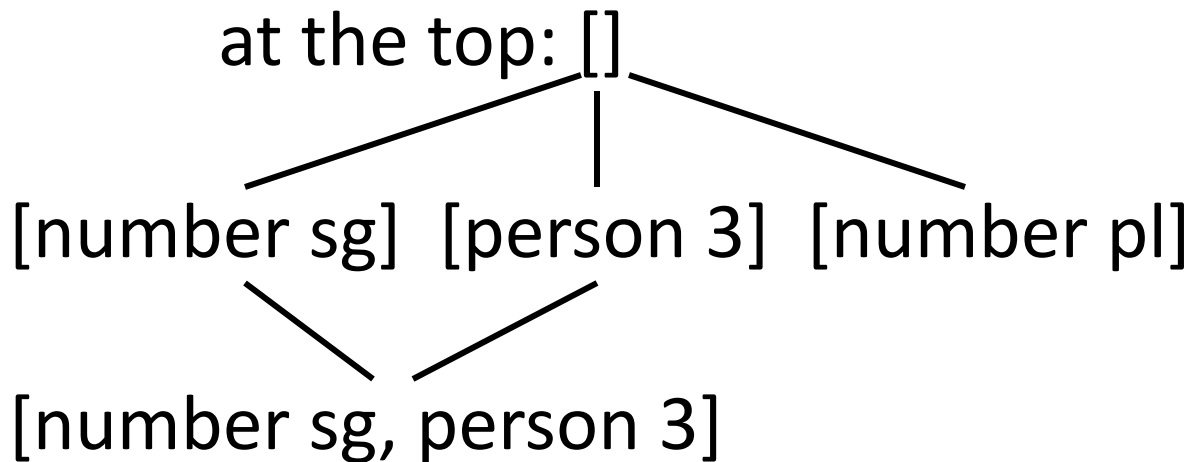 at the top: []
[number sg] [person 3] [number pl]
[number sg, person 3]